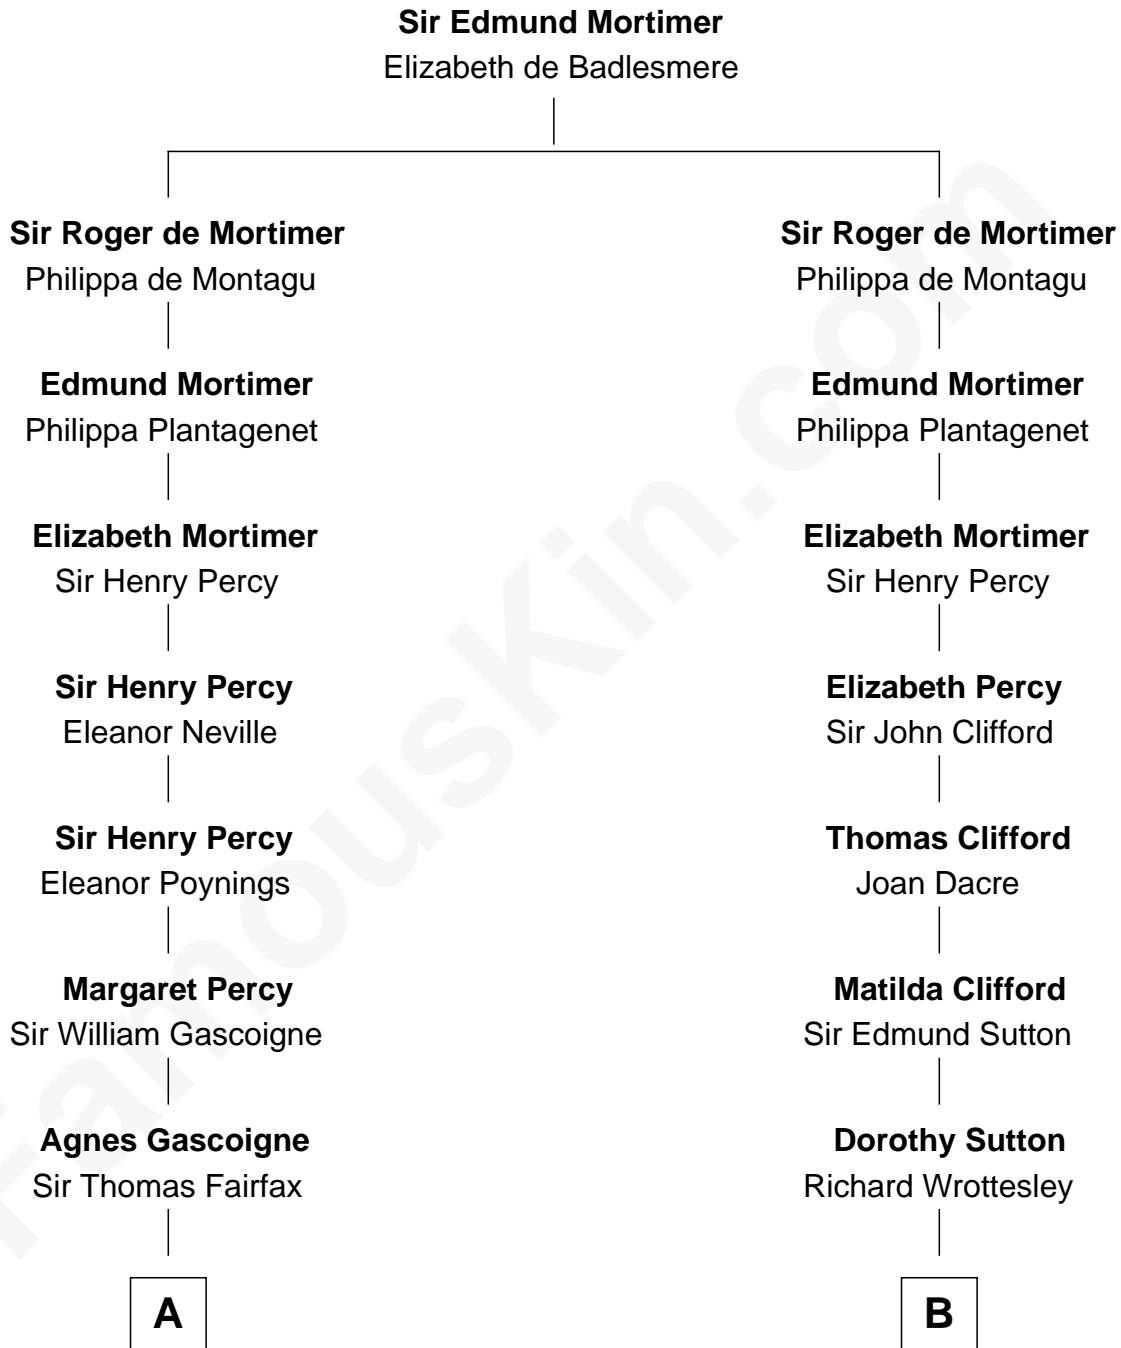 Sir Edmund Mortimer
Elizabeth de Badlesmere
Sir Roger de Mortimer
Philippa de Montagu
Edmund Mortimer
Philippa Plantagenet
Elizabeth Mortimer
Sir Henry Percy
Sir Henry Percy
Eleanor Neville
Sir Henry Percy
Eleanor Poynings
Margaret Percy
Sir William Gascoigne
Agnes Gascoigne
Sir Thomas Fairfax
A
Sir Roger de Mortimer
Philippa de Montagu
Edmund Mortimer
Philippa Plantagenet
Elizabeth Mortimer
Sir Henry Percy
Elizabeth Percy
Sir John Clifford
Thomas Clifford
Joan Dacre
Matilda Clifford
Sir Edmund Sutton
Dorothy Sutton
Richard Wrottesley
B
FamousKin.com